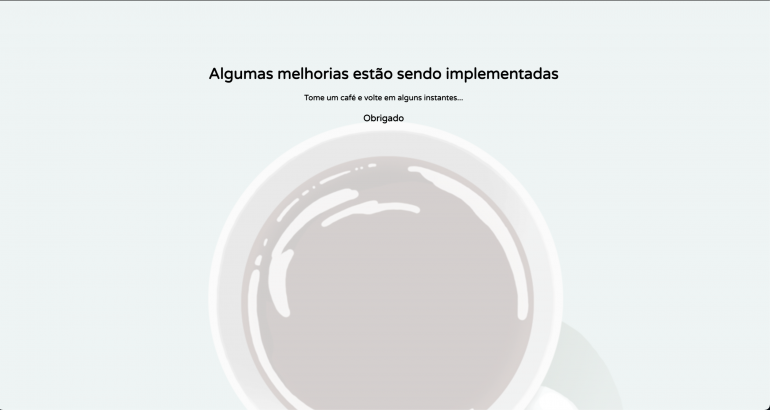 Algumas melhorias estão sendo implementadas
Tome um café e volte em alguns instantes...
Obrigado